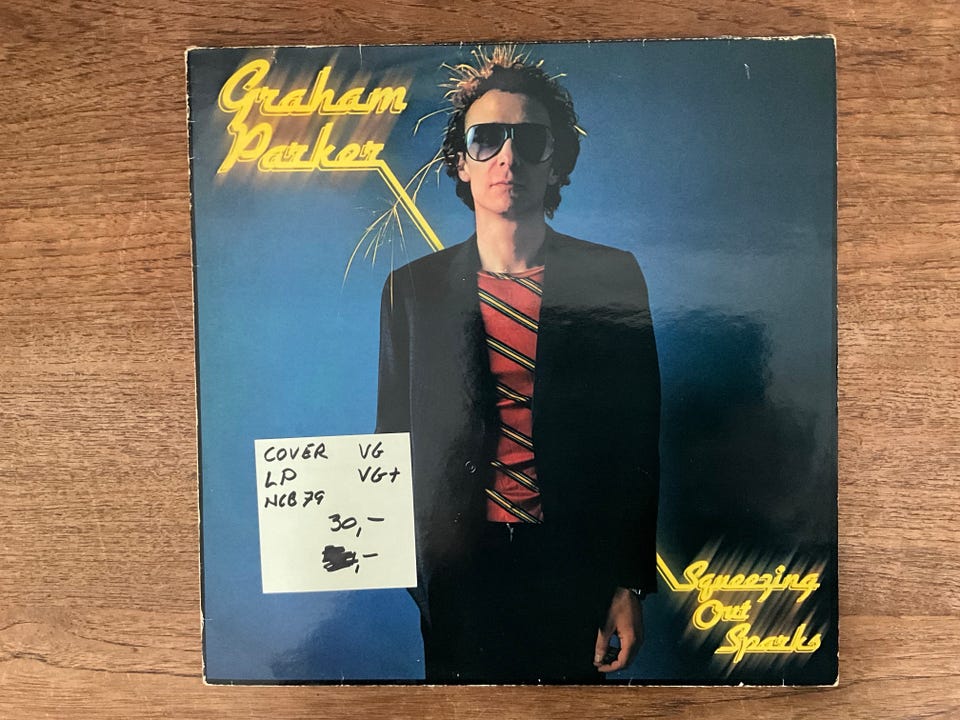 Graham
Parker
COVER VG
LP VG+
NCB 79
30,-
,-
Squeezing
Out
Sparks